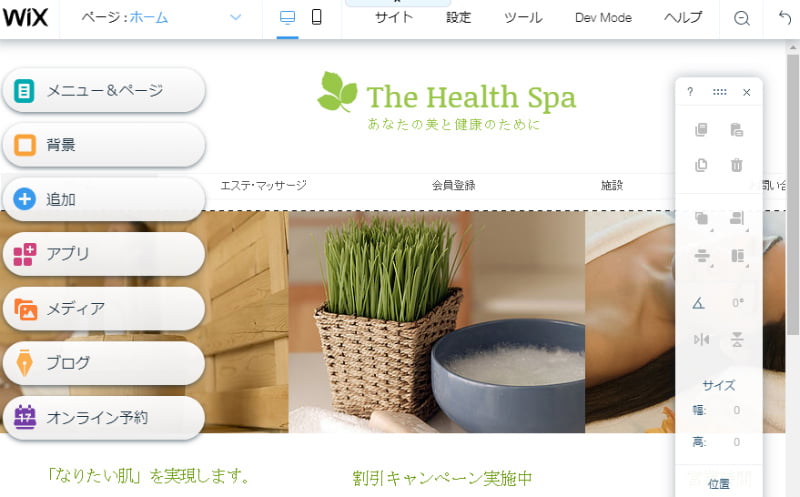 WiX ページ : ホーム サイト 設定 ツール Dev Mode ヘルプ
メニュー＆ページ
The Health Spa
あなたの美と健康のために
背景
エステ・マッサージ 会員登録 施設 問い合
追加
アプリ
メディア
ブログ
17 オンライン予約
? ×
0°
サイズ
幅: 0
高: 0
位置
「なりたい肌」を実現します。 割引キャンペーン実施中